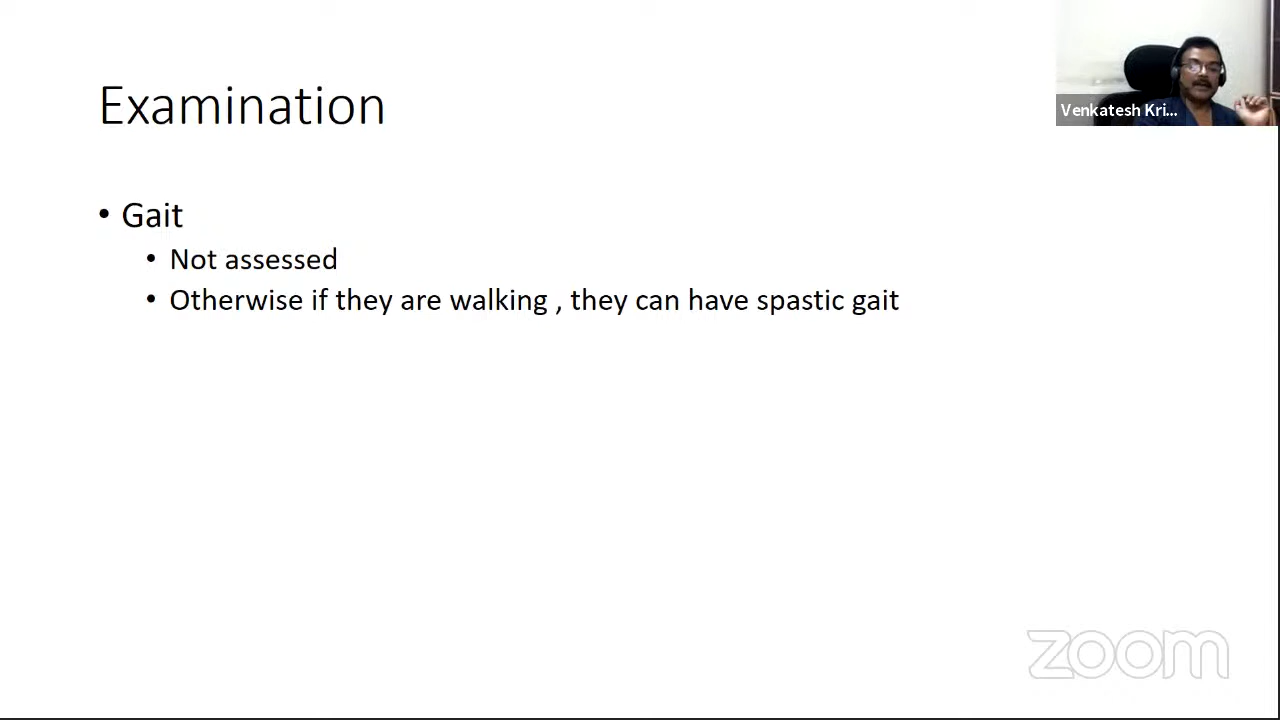 Examination
Venkatesh Kri...
• Gait
• Not assessed
• Otherwise if they are walking , they can have spastic gait
zoom